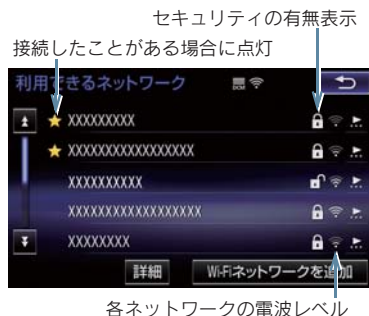 セキュリティの有無表示
接続したことがある場合に点灯
利用できるネットワーク
DCM
XXXXXXXXX
XXXXXXXXXXXXXXXXX
XXXXXXXXXX
XXXXXXXXXXXXXXXXXX
XXXXXXXX
詳細
Wi-Fiネットワークを追加
各ネットワークの電波レベル